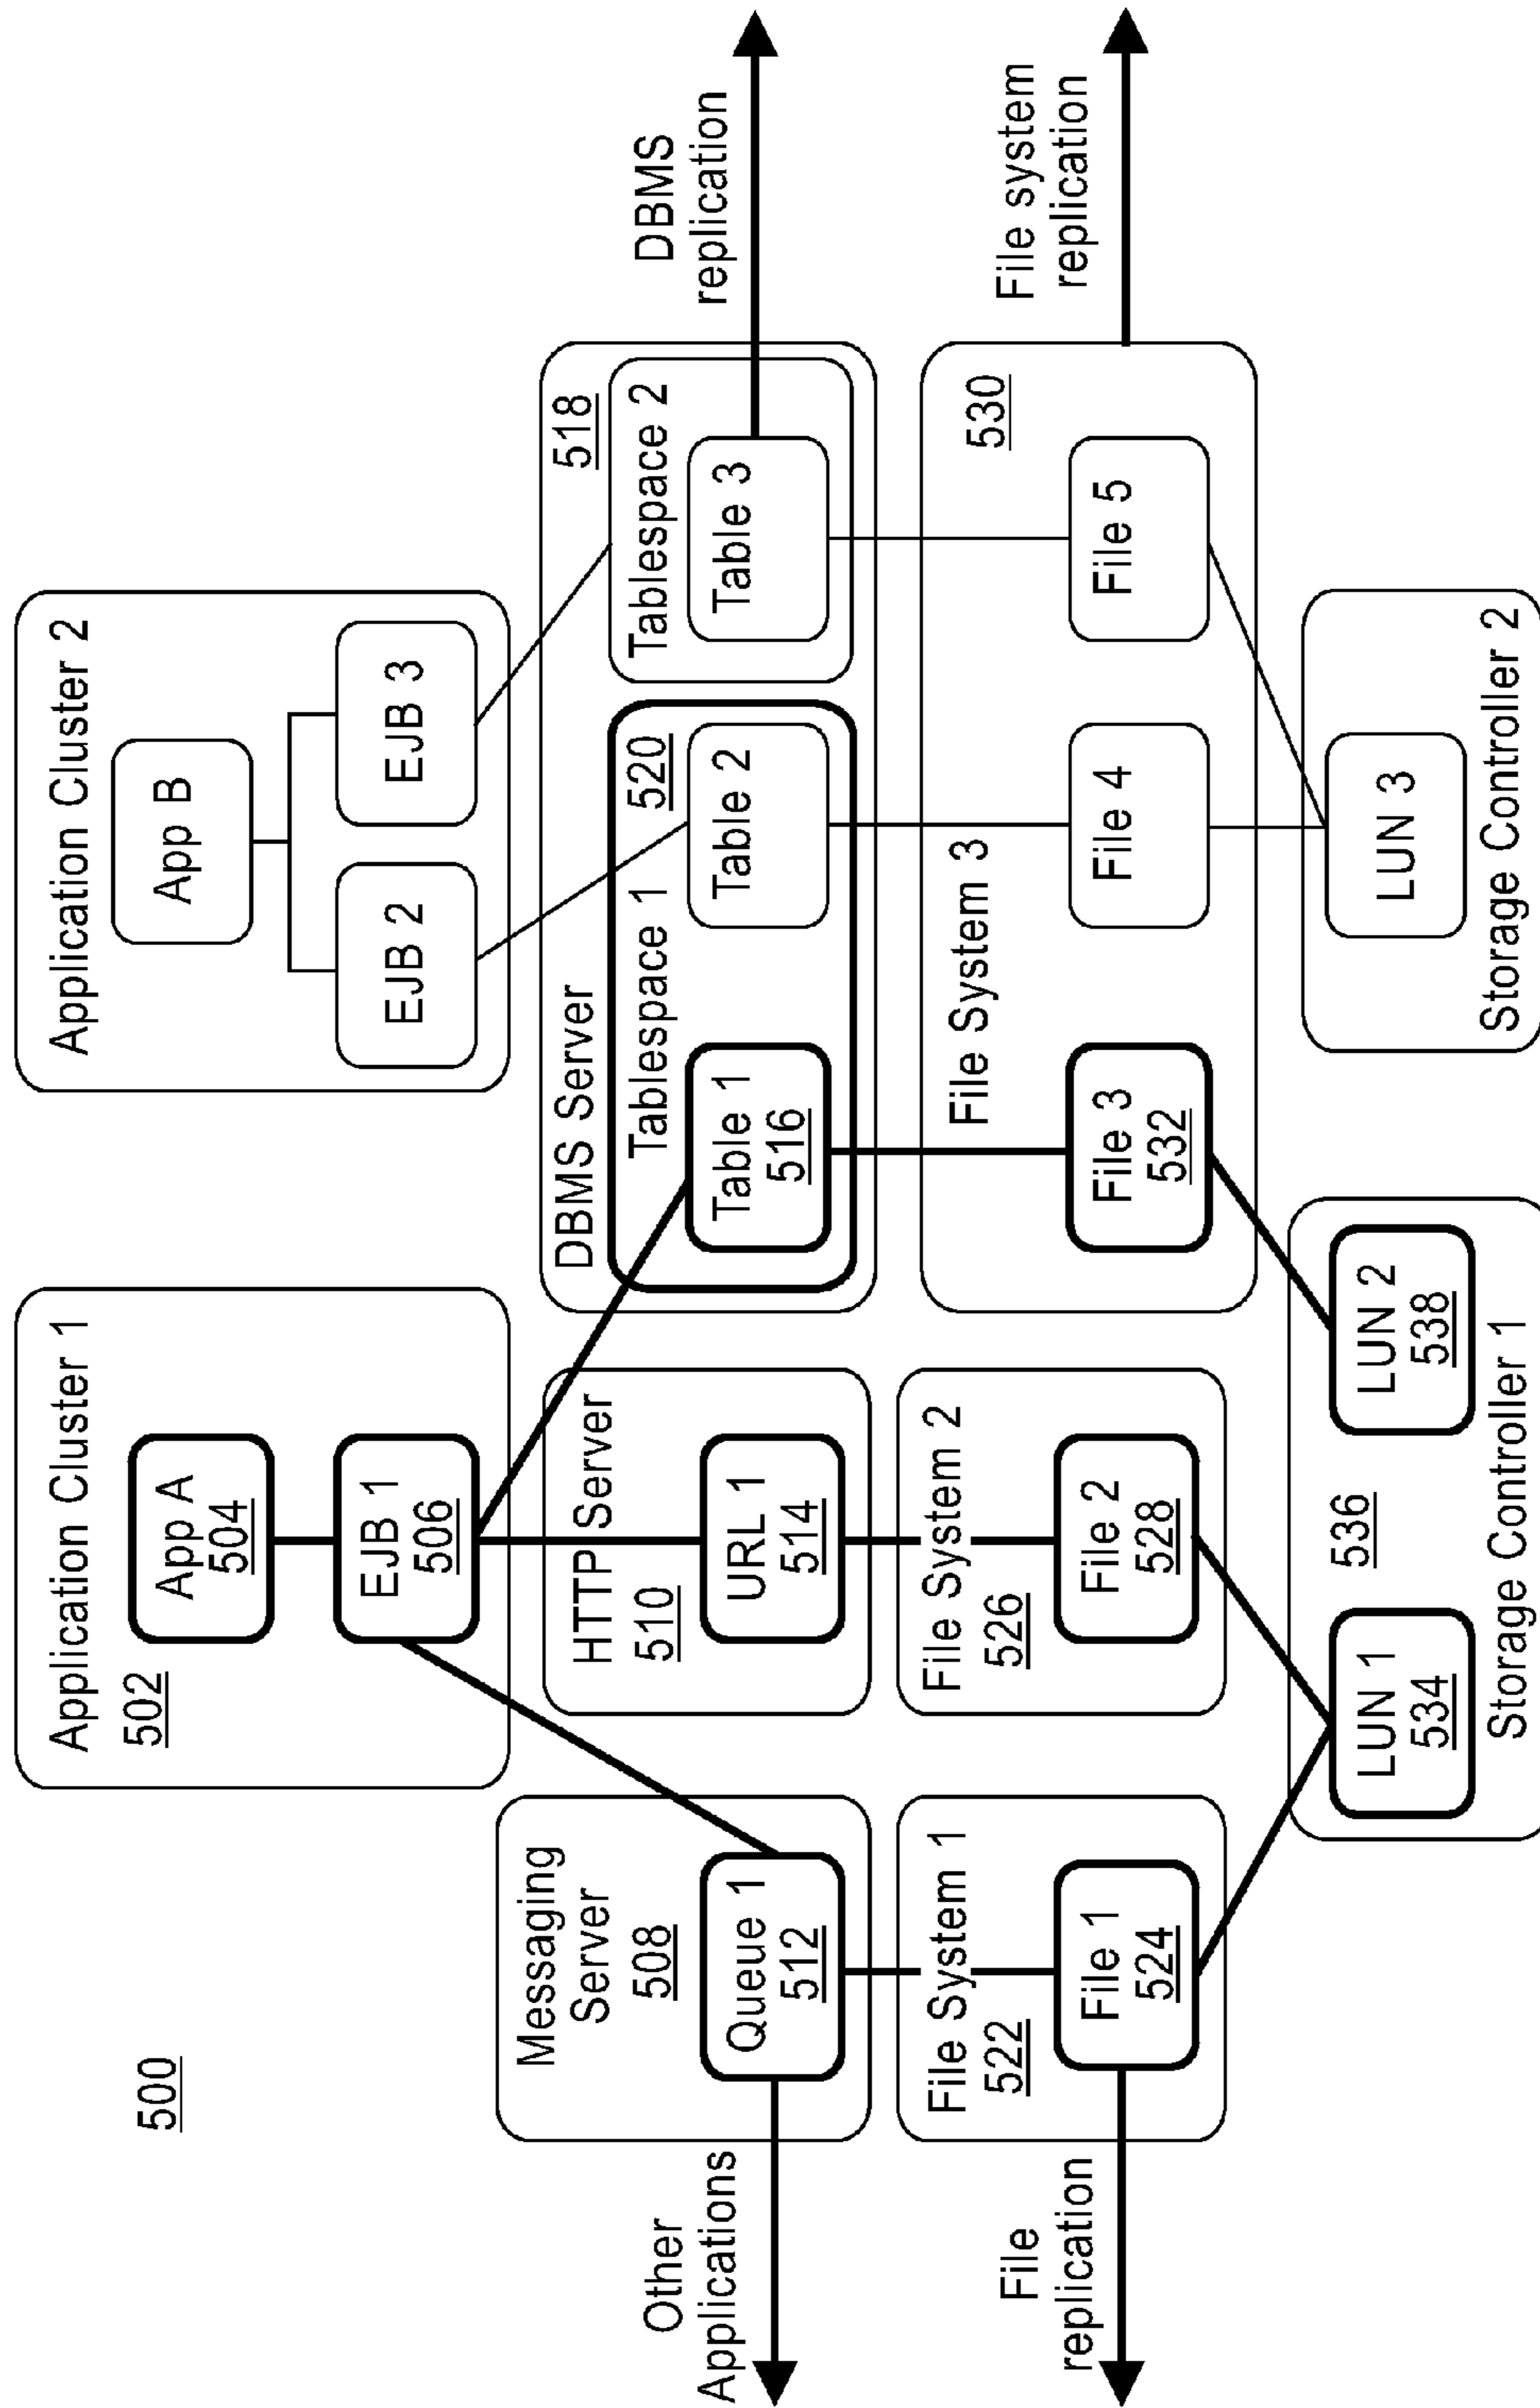 500
Application Cluster 1
502
App A
504
EJB 1
506
Application Cluster 2
App B
EJB 2
EJB 3
Other
Applications
Messaging
Server
508
Queue 1
512
HTTP Server
510
URL 1
514
DBMS Server
518
Tablespace 1
520
Table 1
516
Table 2
Tablespace 2
Table 3
DBMS
replication
File
replication
File System 1
522
File 1
524
File System 2
526
File 2
528
File System 3
530
File 3
532
File 4
File 5
File system
replication
LUN 1
534
536
LUN 2
538
Storage Controller 1
LUN 3
Storage Controller 2